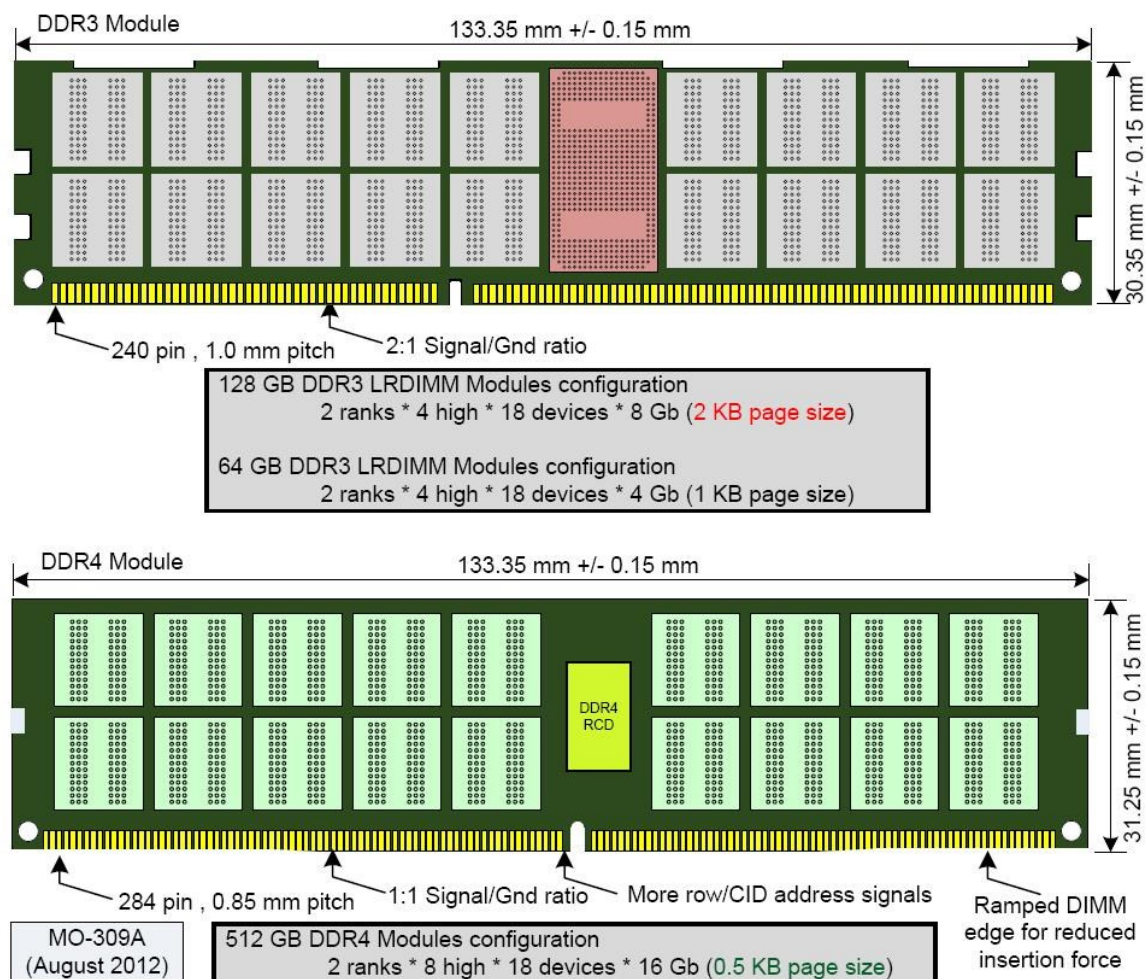 DDR3 Module
133.35 mm +/- 0.15 mm
30.35 mm +/- 0.15 mm
240 pin , 1.0 mm pitch
2:1 Signal/Gnd ratio
128 GB DDR3 LRDIMM Modules configuration
2 ranks * 4 high * 18 devices * 8 Gb (2 KB page size)
64 GB DDR3 LRDIMM Modules configuration
2 ranks * 4 high * 18 devices * 4 Gb (1 KB page size)
DDR4 Module
133.35 mm +/- 0.15 mm
DDR4
RCD
31.25 mm +/- 0.15 mm
284 pin , 0.85 mm pitch
1:1 Signal/Gnd ratio
More row/CID address signals
Ramped DIMM
edge for reduced
insertion force
MO-309A
(August 2012)
512 GB DDR4 Modules configuration
2 ranks * 8 high * 18 devices * 16 Gb (0.5 KB page size)